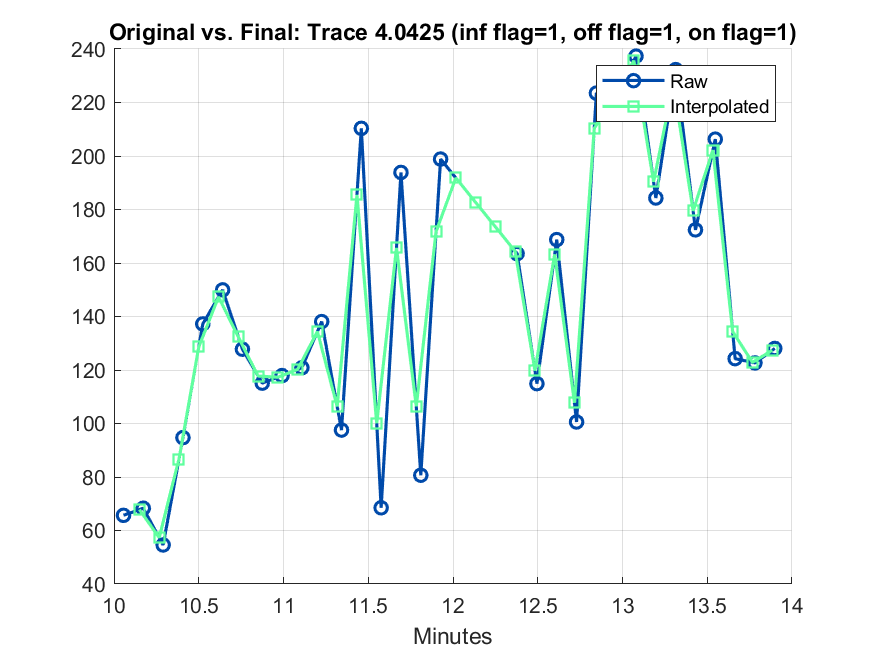 Original vs. Final: Trace 4.0425 (inf flag=1, off flag=1, on flag=1)
240
220
200
180
160
140
120
100
80
60
40
Raw
Interpolated
10 10.5 11 11.5 12 12.5 13 13.5 14
Minutes